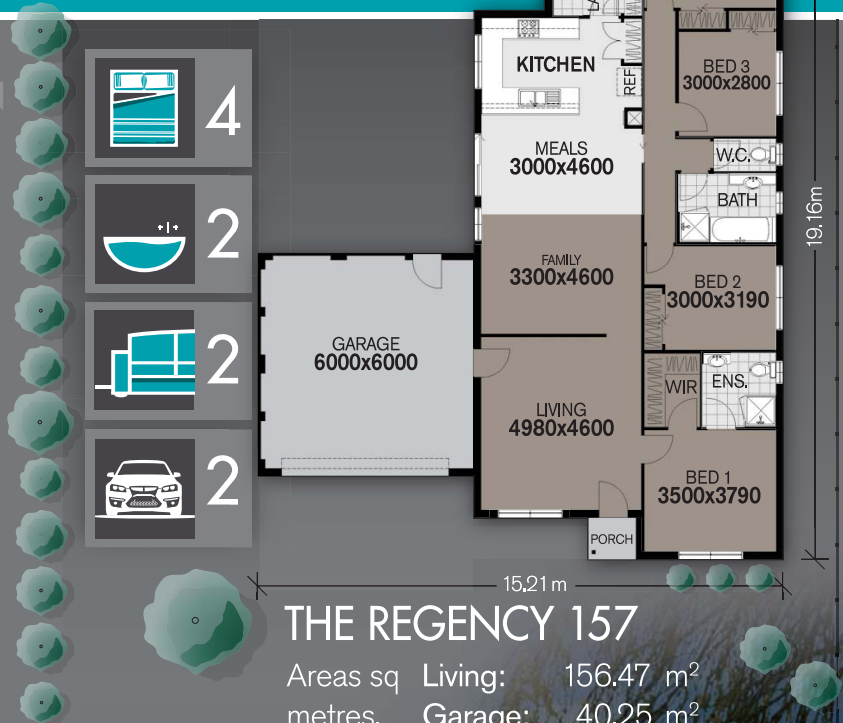 4
2
2
2
KITCHEN
REF
BED 3
3000x2800
MEALS
3000x4600
W.C.
BATH
19.16m
FAMILY
3300x4600
BED 2
3000x3190
GARAGE
6000x6000
WIR
ENS.
LIVING
4980x4600
BED 1
3500x3790
PORCH
15.21 m
THE REGENCY 157
Areas sq Living: 156.47 m²
metres. Garage: 40.25 m²